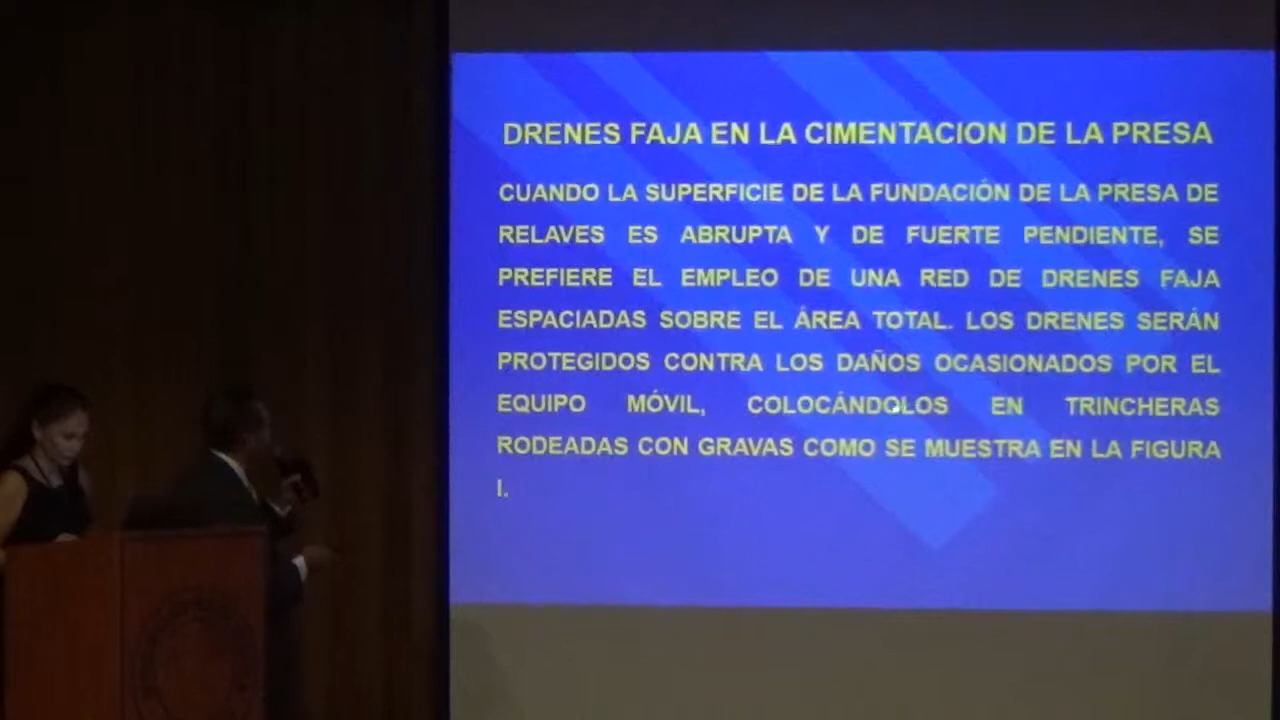 DRENES FAJA EN LA CIMENTACION DE LA PRESA
CUANDO LA SUPERFICIE DE LA FUNDACIÓN DE LA PRESA DE
RELAVES ES ABRUPTA Y DE FUERTE PENDIENTE, SE
PREFIERE EL EMPLEO DE UNA RED DE DRENES FAJA
ESPACIADAS SOBRE EL ÁREA TOTAL. LOS DRENES SERÁN
PROTEGIDOS CONTRA LOS DAÑOS OCASIONADOS POR EL
EQUIPO MÓVIL, COLOCÁNDOLOS EN TRINCHERAS
RODEADAS CON GRAVAS COMO SE MUESTRA EN LA FIGURA
I.